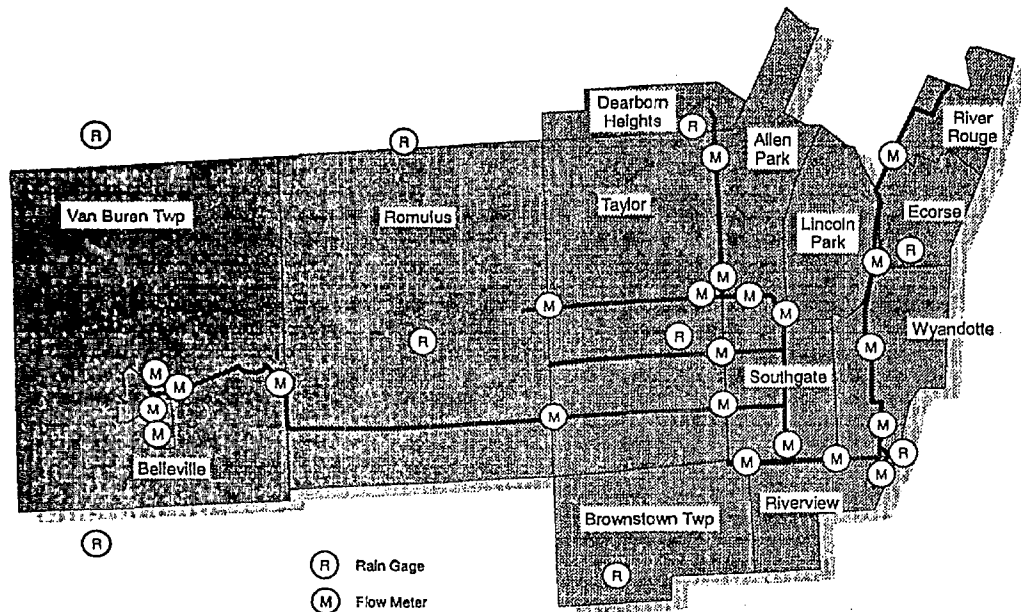 R
R
Dearborn
Heights
R
M
Allen
Park
M
River
Rouge
Van Buren Twp
Romulus
Taylor
Lincoln
Park
Ecorse
M
M
R
M
M
M
M
R
R
M
M
Wyandotte
M
M
M
Southgate
M
M
M
M
M
M
M
Belleville
M
M
R
M
Riverview
Brownstown Twp
R
R
R Rain Gage
M Flow Meter